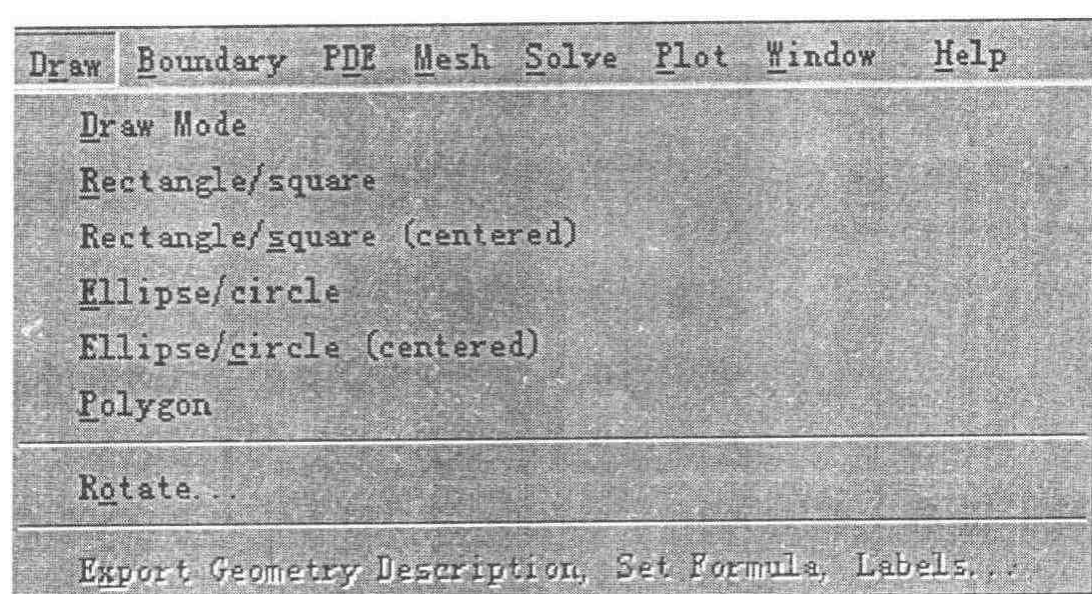 Draw Boundary PDE Mesh Solve Plot Window Help
Draw Mode
Rectangle/square
Rectangle/square (centered)
Ellipse/circle
Ellipse/circle (centered)
Polygon
Rotate...
Export Geometry Description, Set Formula, Labels...